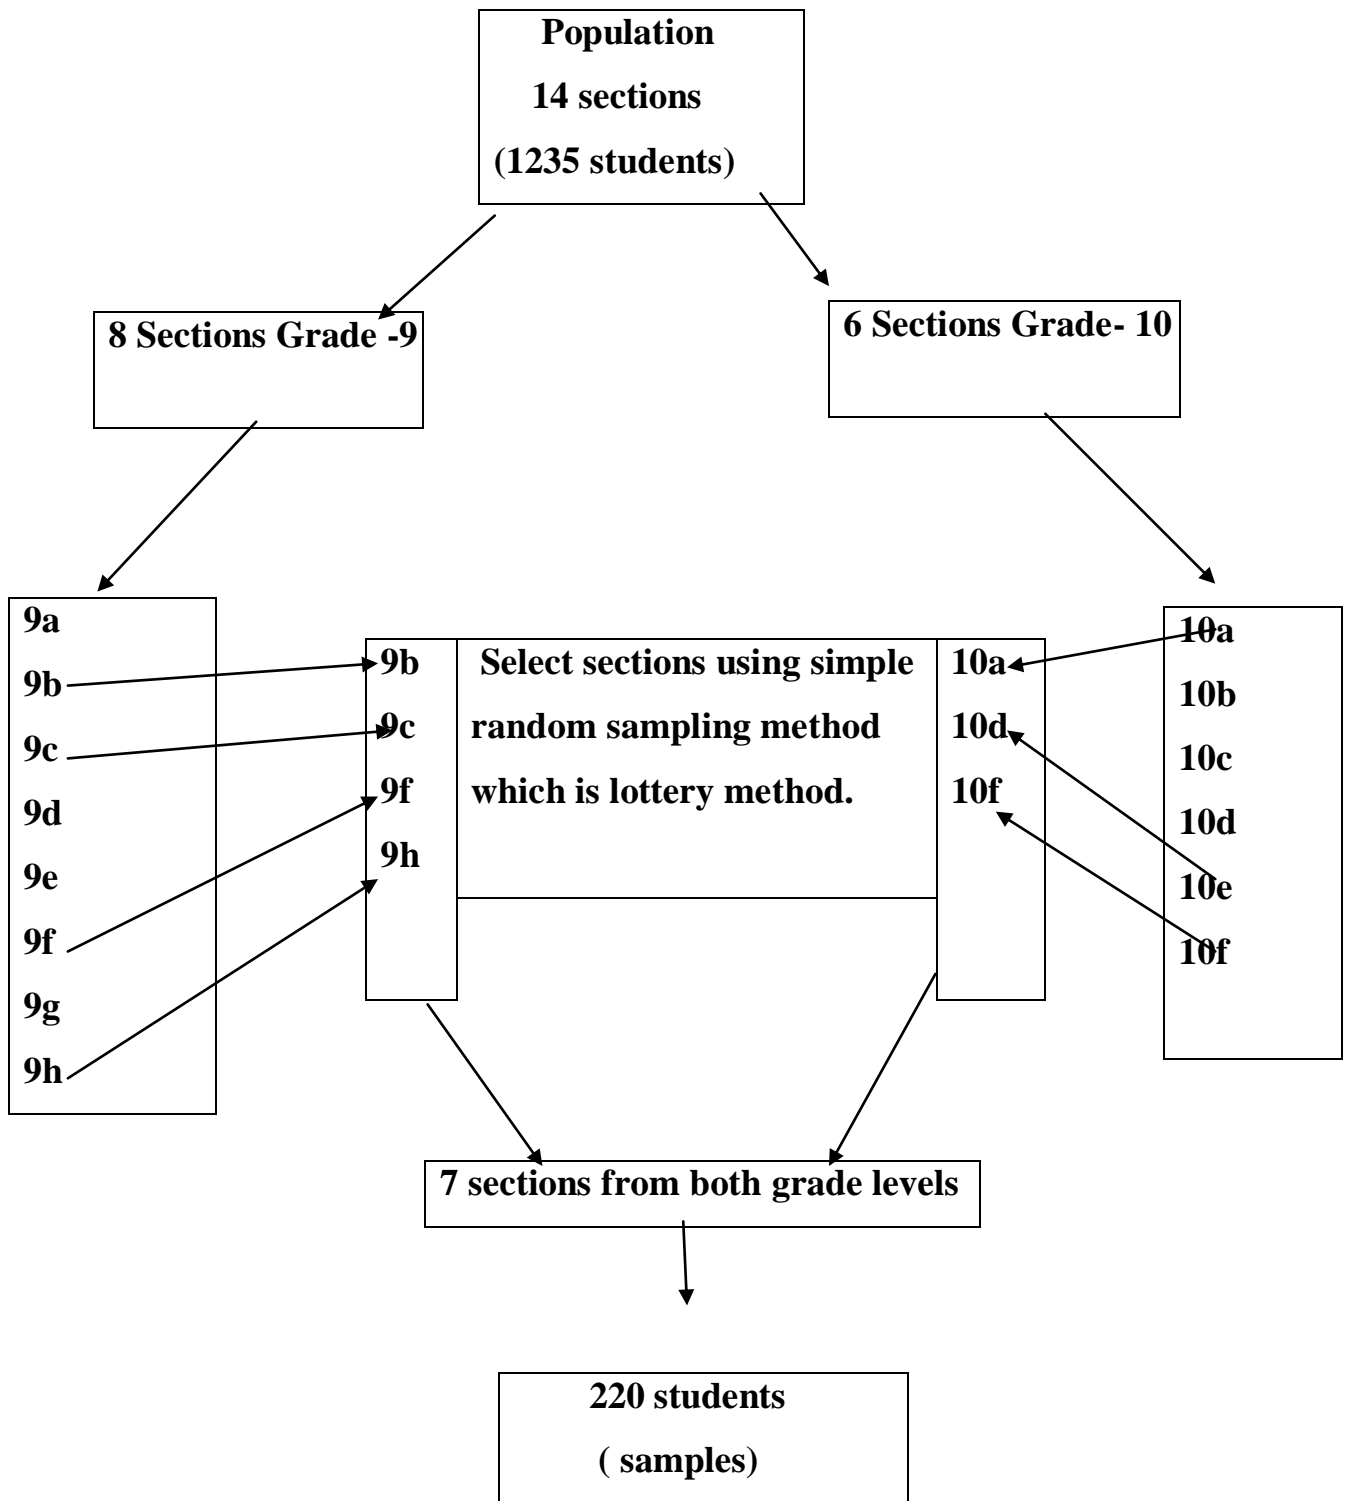 Population
14 sections
(1235 students)
8 Sections Grade -9
6 Sections Grade- 10
9a
9b
9c
9d
9e
9f
9g
9h
9b
9c
9f
9h
Select sections using simple
random sampling method
which is lottery method.
10a
10d
10f
10a
10b
10c
10d
10e
10f
7 sections from both grade levels
220 students
( samples)